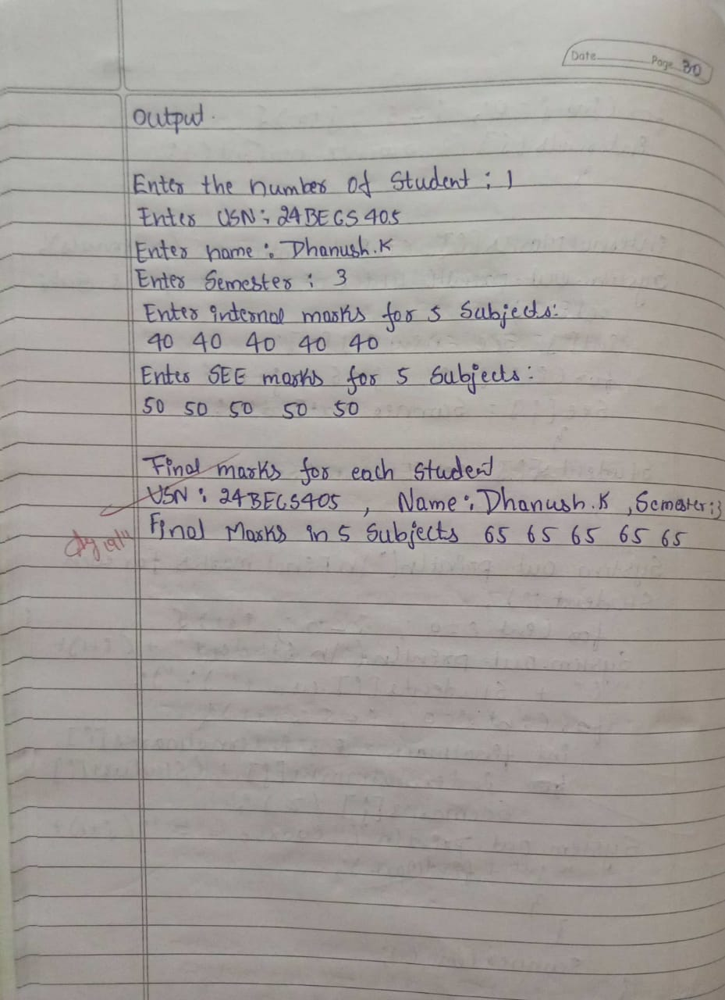 Date
Page 30
Output.
Enter the number of Student : 1
Enter USN : 24BECS405
Enter name : Dhanush.K
Enter Semester : 3
Enter internal marks for 5 Subjects:
40 40 40 40 40
Enter SEE marks for 5 Subjects :
50 50 50 50 50
Final marks for each Student
USN : 24BECS405 , Name : Dhanush.K , Semester : 3
Final Marks in 5 Subjects 65 65 65 65 65